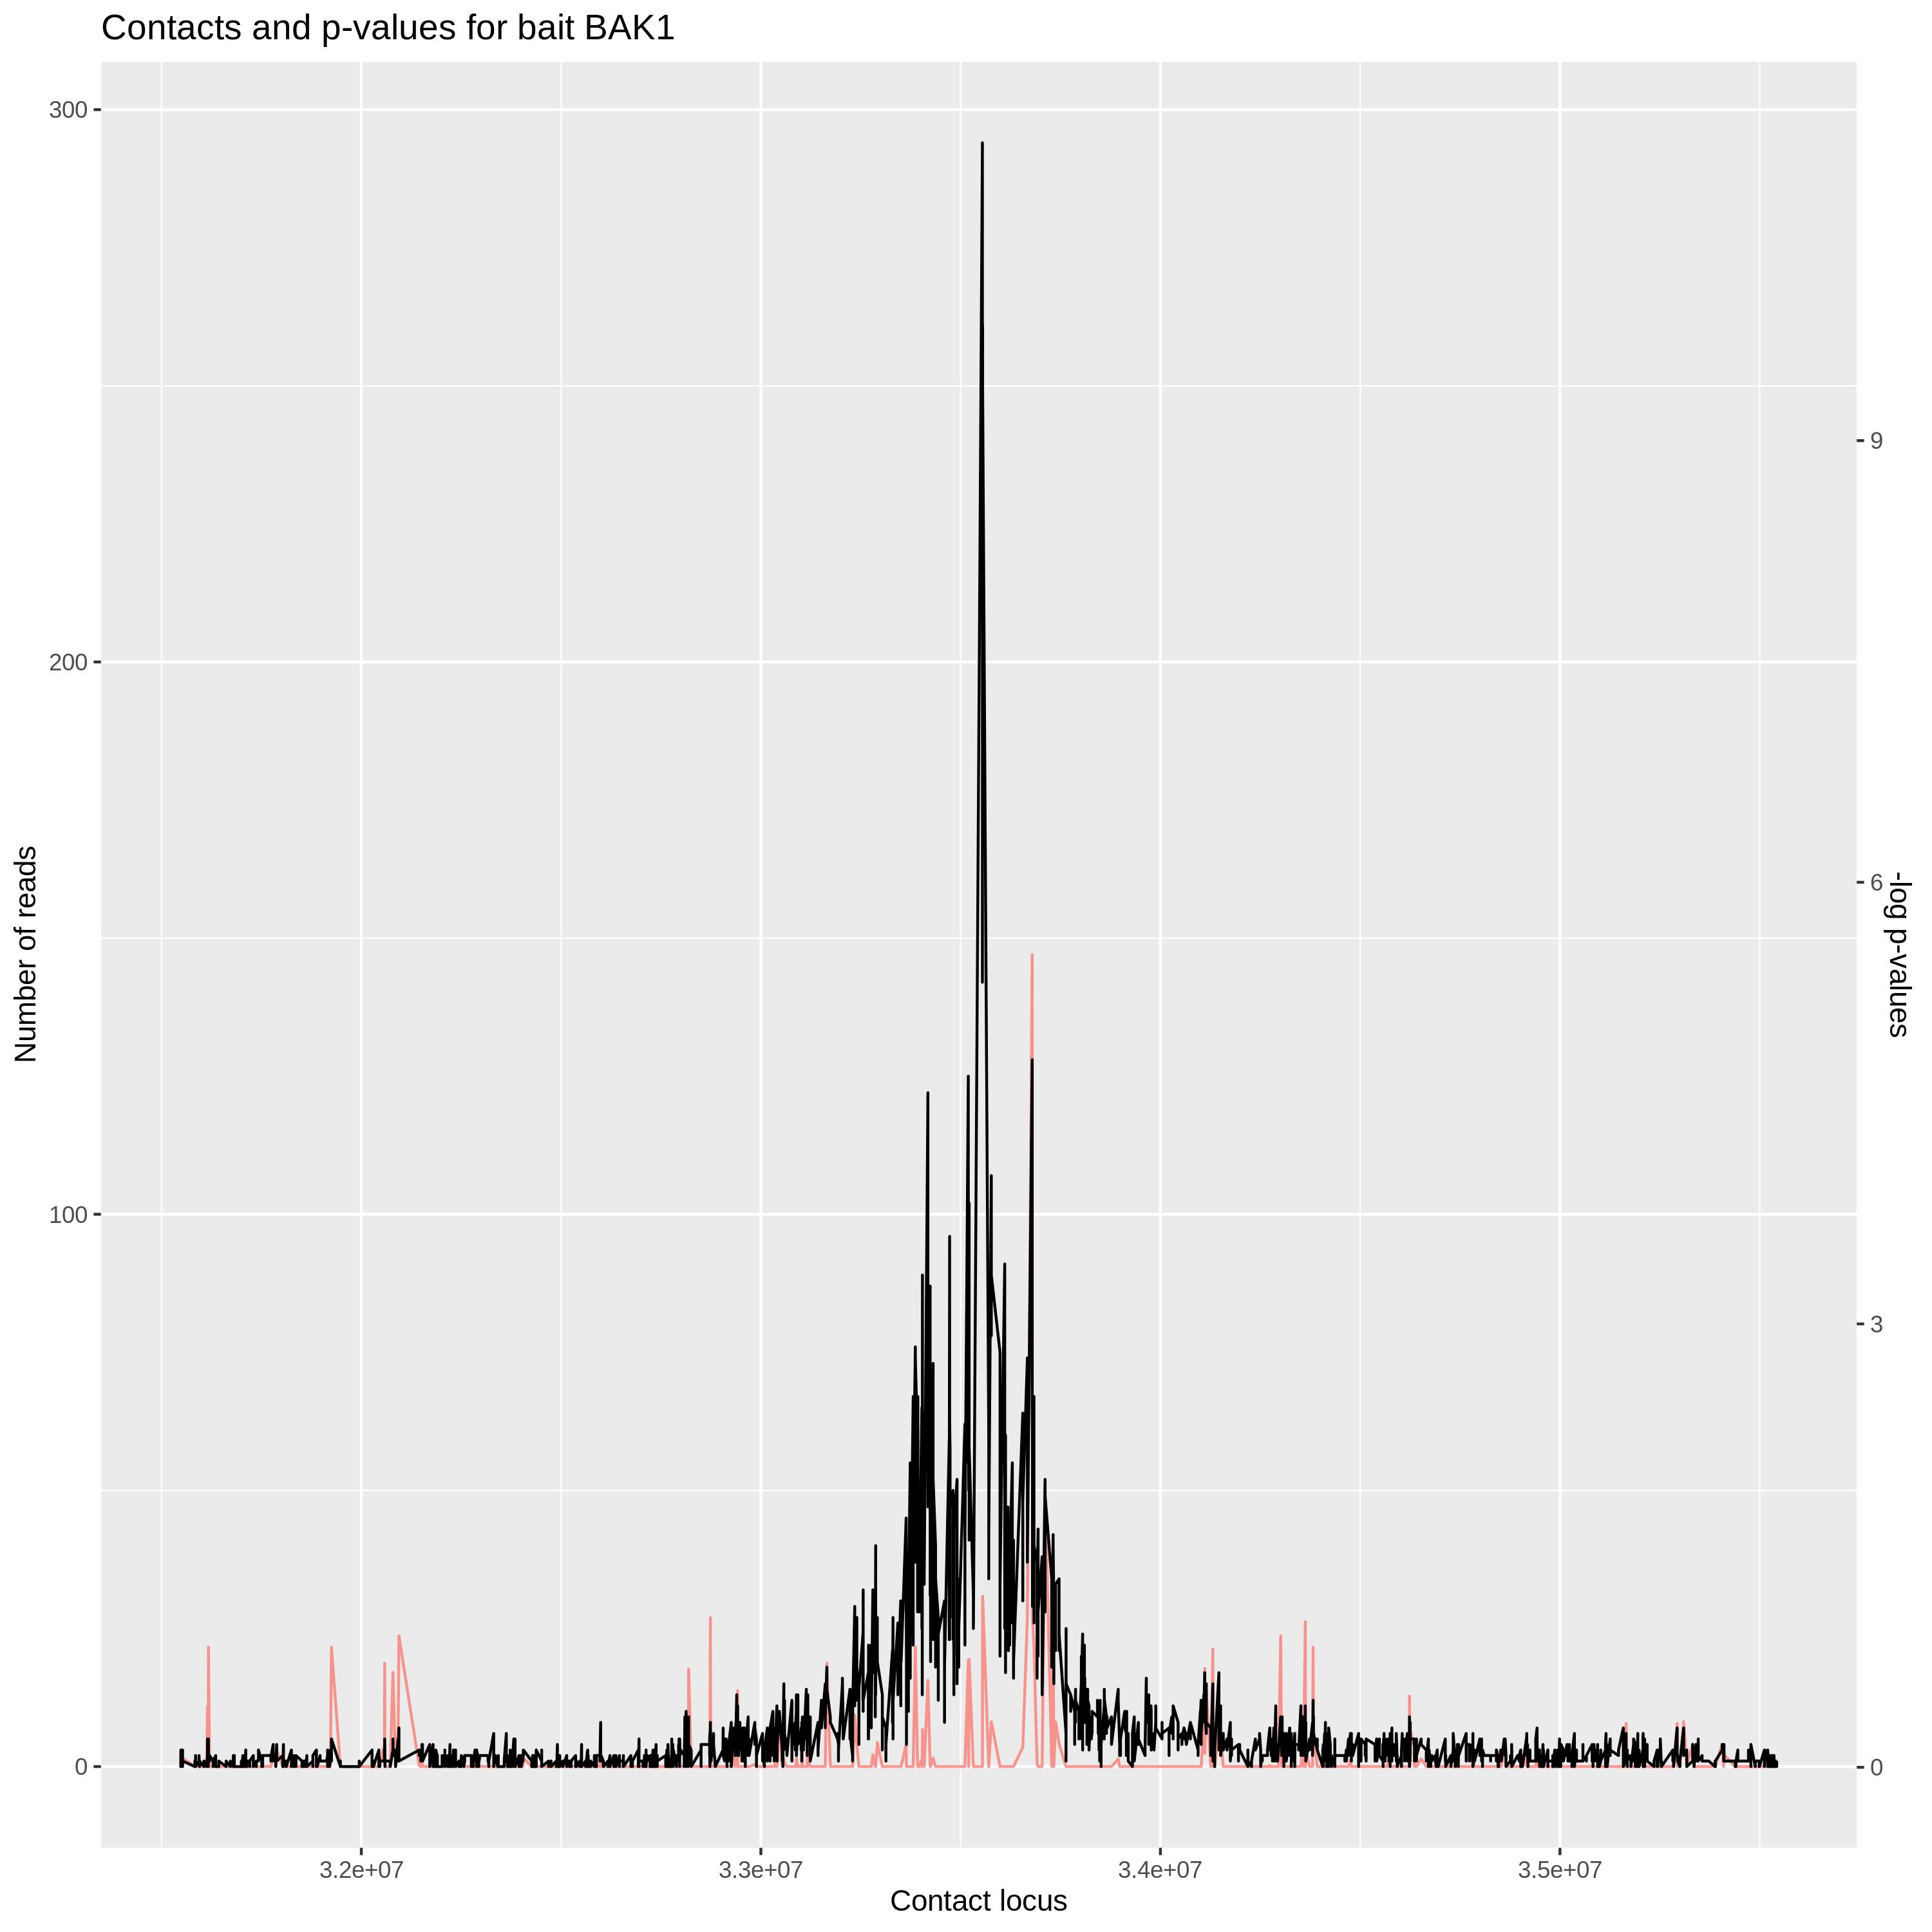 Contacts and p-values for bait BAK1
300
200
100
0
9
6
3
0
Number of reads
-log p-values
3.2e+07
3.3e+07
3.4e+07
3.5e+07
Contact locus